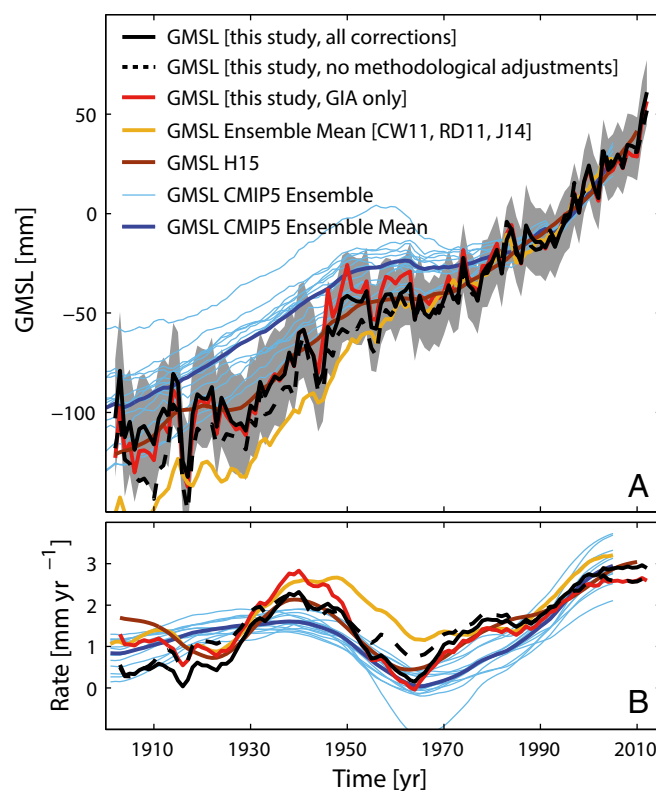 GMSL [this study, all corrections]
GMSL [this study, no methodological adjustments]
GMSL [this study, GIA only]
GMSL Ensemble Mean [CW11, RD11, J14]
GMSL H15
GMSL CMIP5 Ensemble
GMSL CMIP5 Ensemble Mean
GMSL [mm]
50
0
−50
−100
A
Rate [mm yr −1]
3
2
1
0
B
1910 1930 1950 1970 1990 2010
Time [yr]